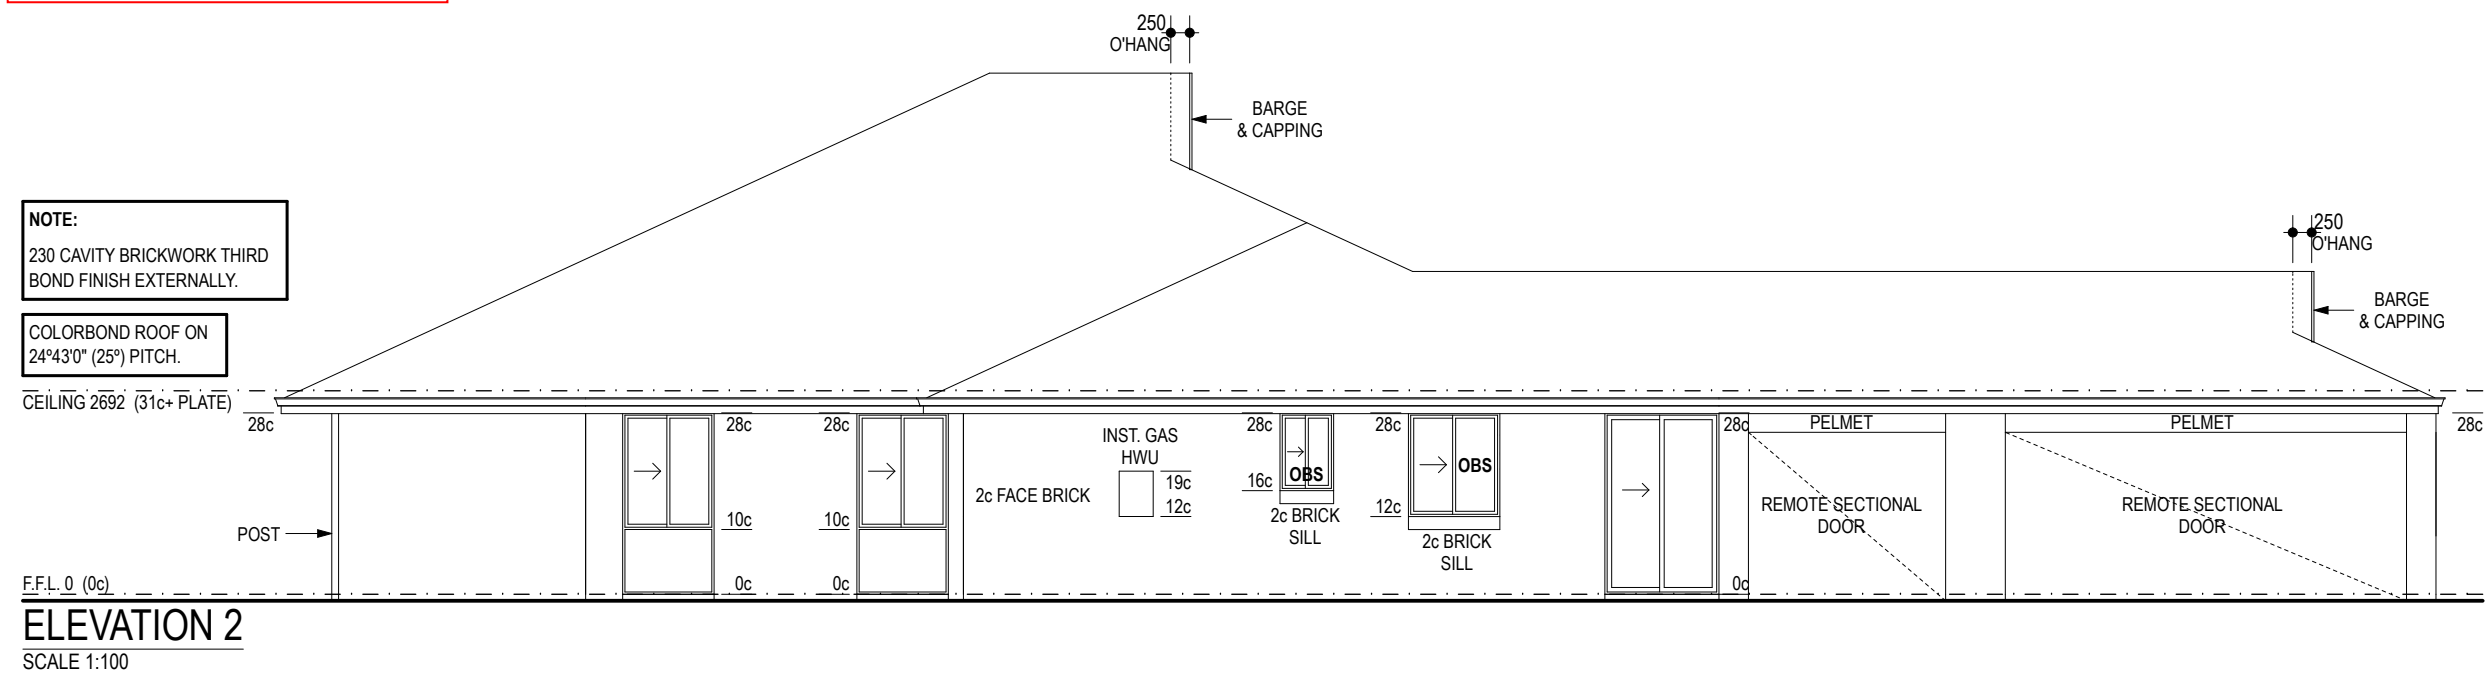 250
O'HANG
BARGE
& CAPPING
NOTE:
230 CAVITY BRICKWORK THIRD
BOND FINISH EXTERNALLY.
250
O'HANG
BARGE
& CAPPING
COLORBOND ROOF ON
24º43'0" (25º) PITCH.
CEILING 2692 (31c+ PLATE)
28c
28c
28c
28c
28c
28c
PELMET
PELMET
28c
INST. GAS
HWU
OBS
OBS
19c
16c
2c FACE BRICK
12c
12c
REMOTE SECTIONAL
DOOR
REMOTE SECTIONAL
DOOR
10c
10c
2c BRICK
SILL
2c BRICK
SILL
POST
F.F.L. 0 (0c)
0c
0c
0c
ELEVATION 2
SCALE 1:100